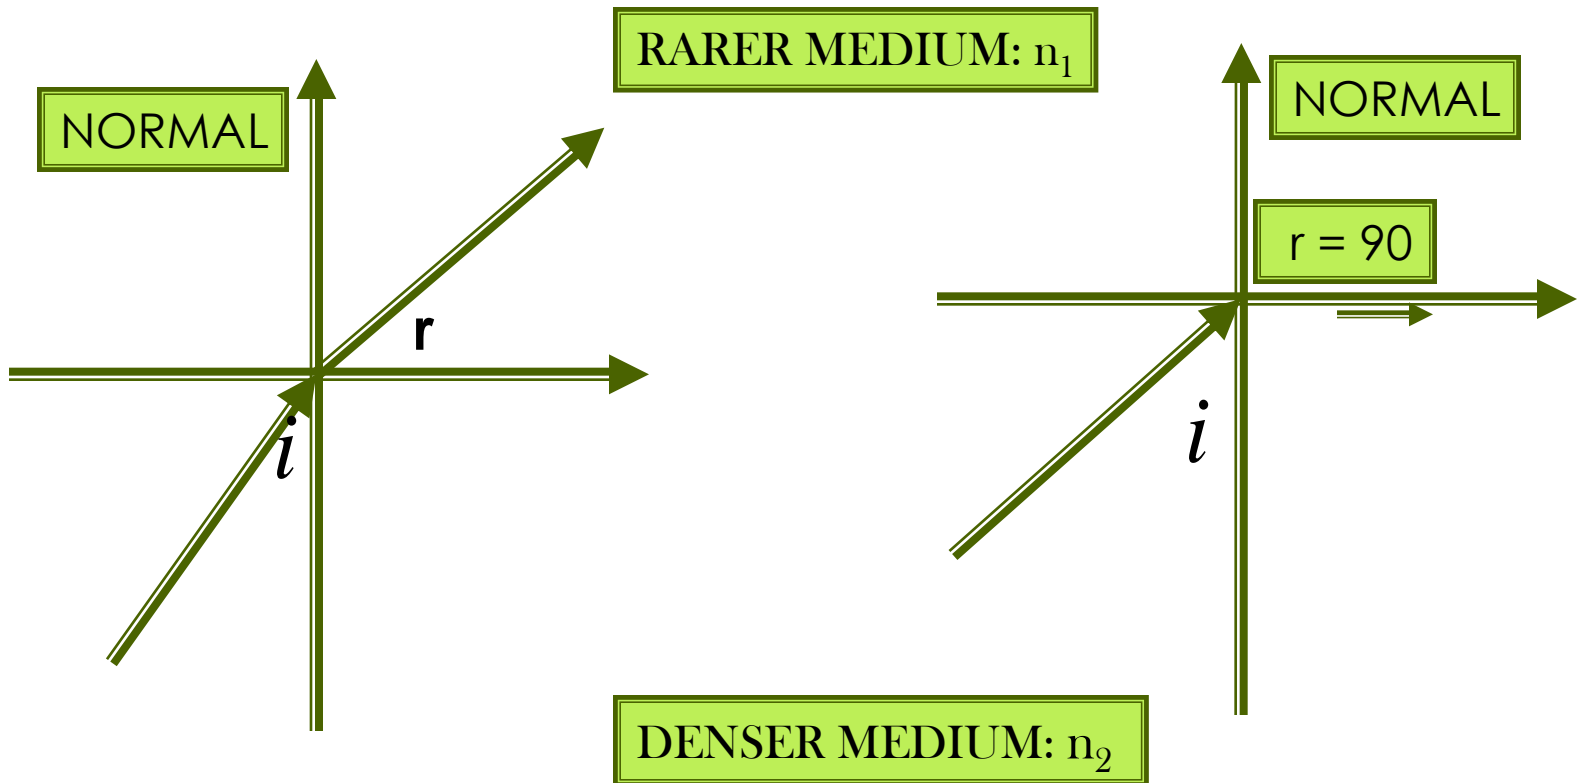 RARER MEDIUM: n₁
NORMAL
NORMAL
r = 90
r
i
i
DENSER MEDIUM: n₂